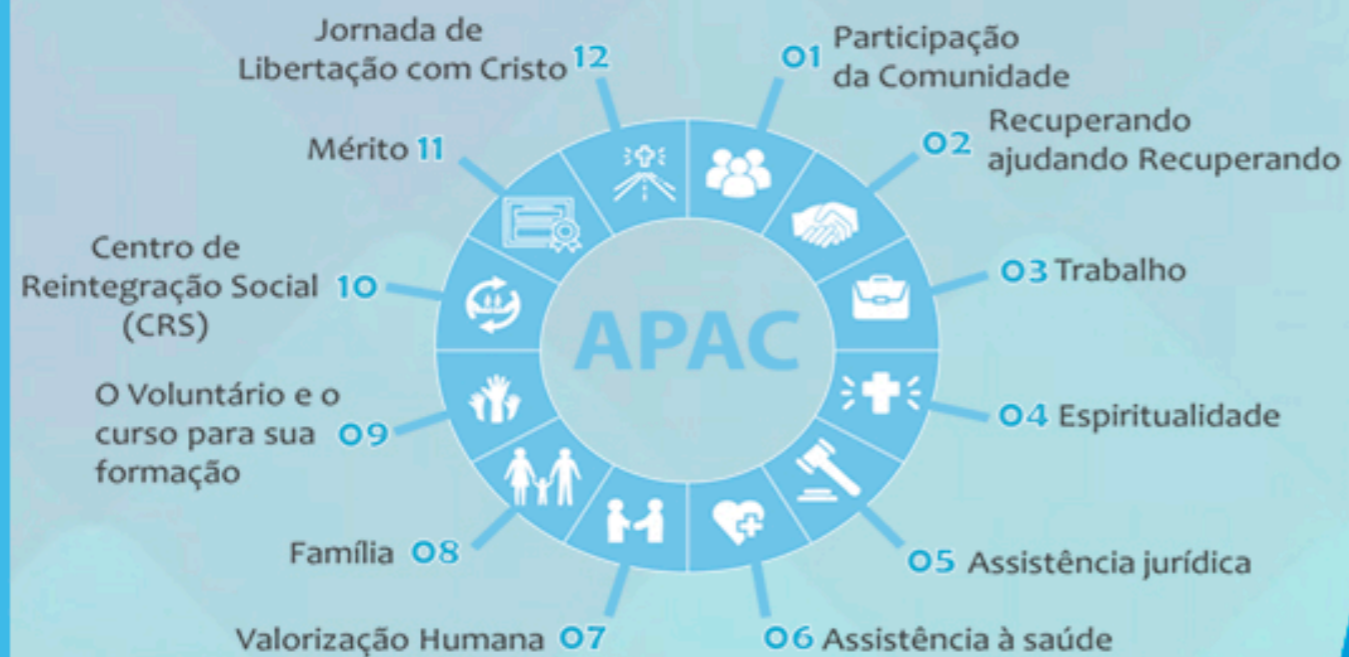 APAC
01 Participação
da Comunidade
02 Recuperando
ajudando Recuperando
03 Trabalho
04 Espiritualidade
05 Assistência jurídica
06 Assistência à saúde
Valorização Humana 07
Família 08
O Voluntário e o
curso para sua 09
formação
Centro de
Reintegração Social 10
(CRS)
Mérito 11
Jornada de
Libertação com Cristo 12